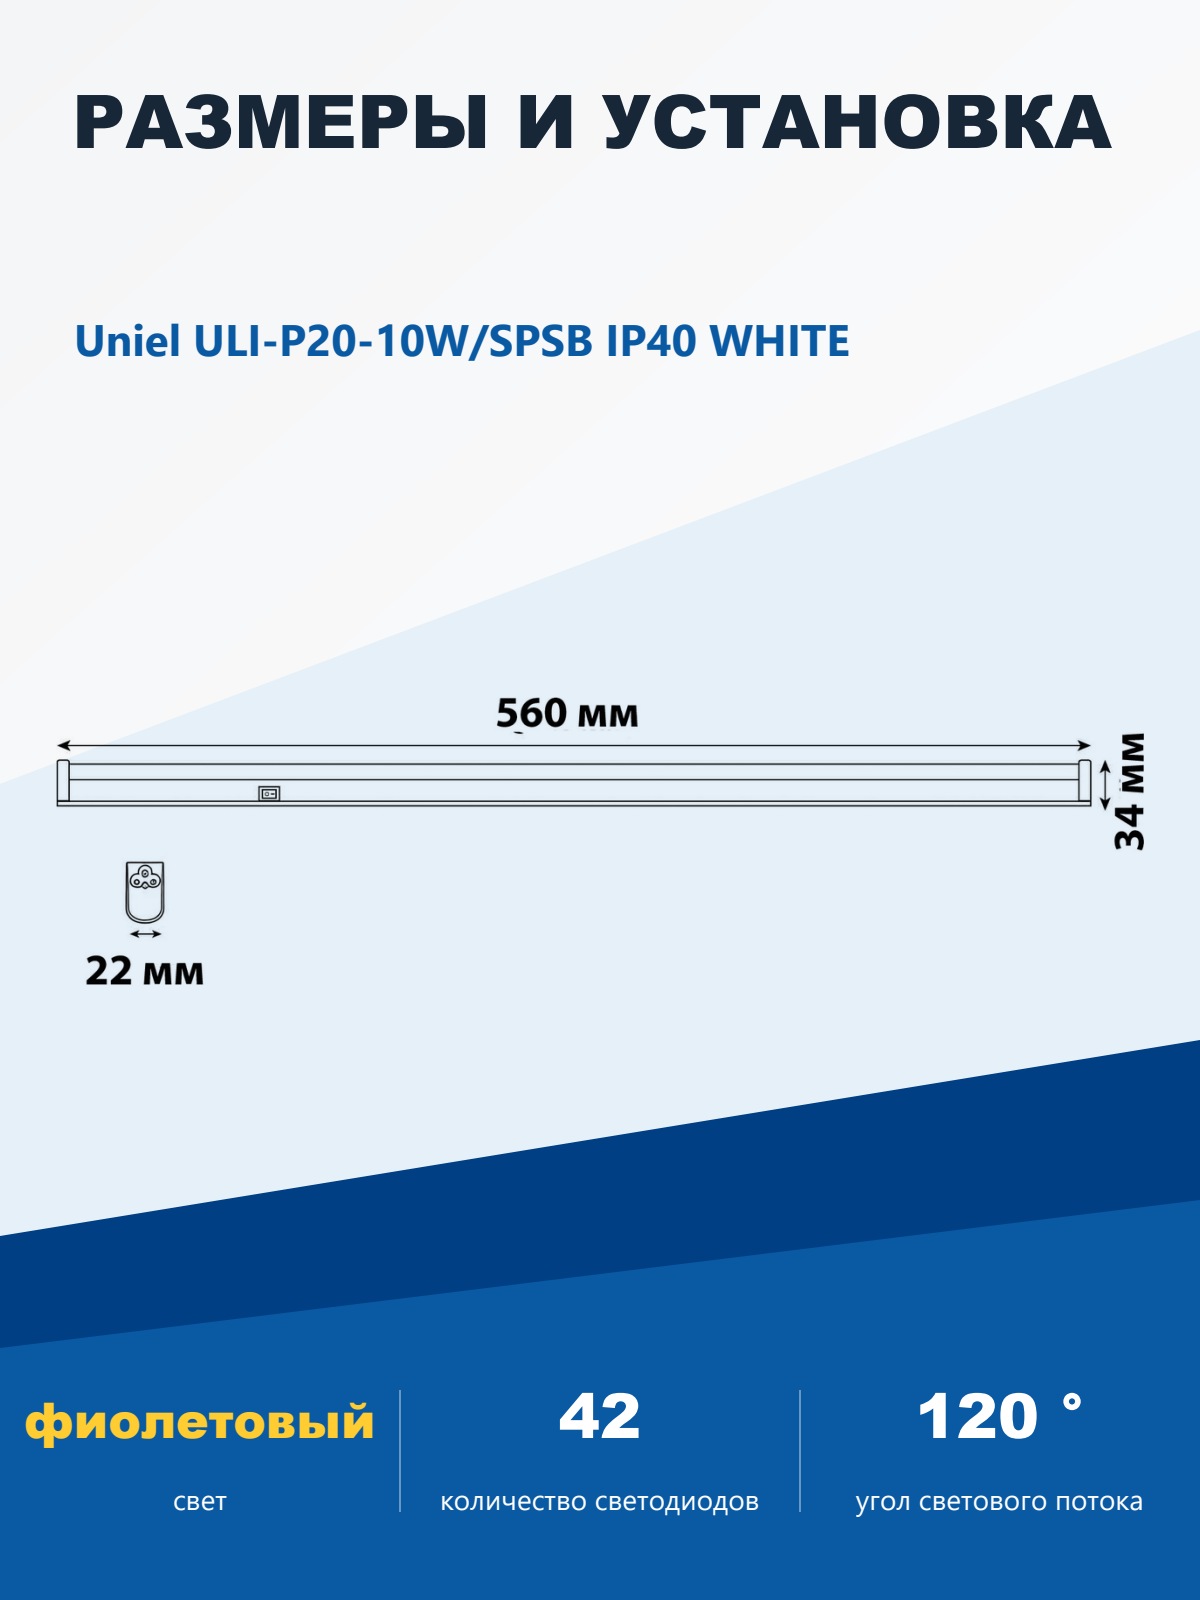 РАЗМЕРЫ И УСТАНОВКА
Uniel ULI-P20-10W/SPSB IP40 WHITE
560 мм
34 мм
22 мм
фиолетовый
свет
42
количество светодиодов
120 °
угол светового потока